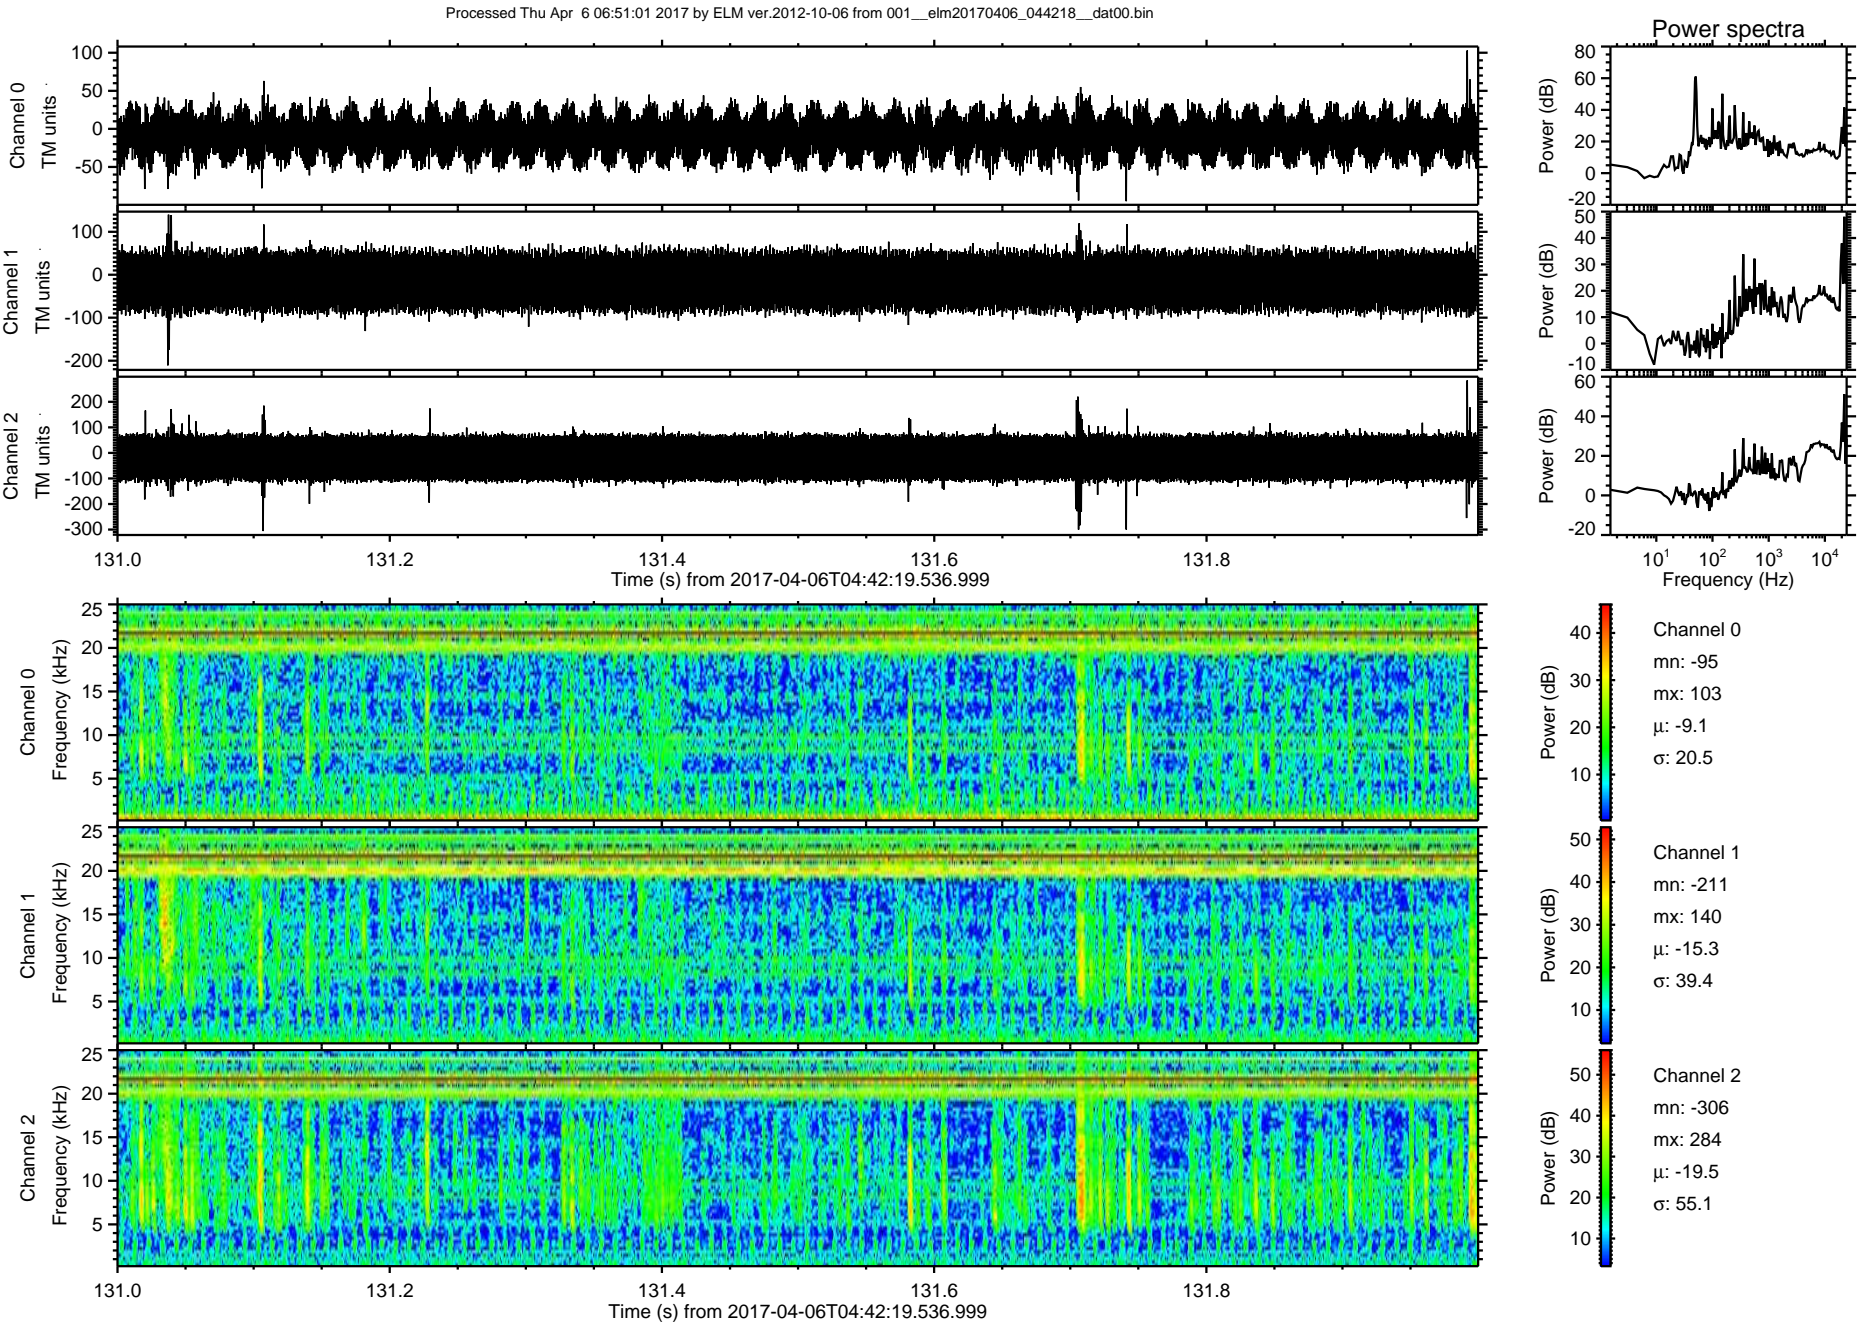 Processed Thu Apr  6 06:51:01 2017 by ELM ver.2012-10-06 from 001__elm20170406_044218__dat00.bin
Power spectra
Channel 0
TM units
100
50
0
-50
Power (dB)
80
60
40
20
0
-20
Channel 1
TM units
100
0
-100
-200
Power (dB)
50
40
30
20
10
0
-10
Channel 2
TM units
200
100
0
-100
-200
-300
Power (dB)
60
40
20
0
-20
131.0 131.2 131.4 131.6 131.8
Time (s) from 2017-04-06T04:42:19.536.999
10¹ 10² 10³ 10⁴
Frequency (Hz)
Channel 0
Frequency (kHz)
25
20
15
10
5
Power (dB)
40
30
20
10
Channel 0
mn: -95
mx: 103
μ: -9.1
σ: 20.5
Channel 1
Frequency (kHz)
25
20
15
10
5
Power (dB)
50
40
30
20
10
Channel 1
mn: -211
mx: 140
μ: -15.3
σ: 39.4
Channel 2
Frequency (kHz)
25
20
15
10
5
Power (dB)
50
40
30
20
10
Channel 2
mn: -306
mx: 284
μ: -19.5
σ: 55.1
131.0 131.2 131.4 131.6 131.8
Time (s) from 2017-04-06T04:42:19.536.999